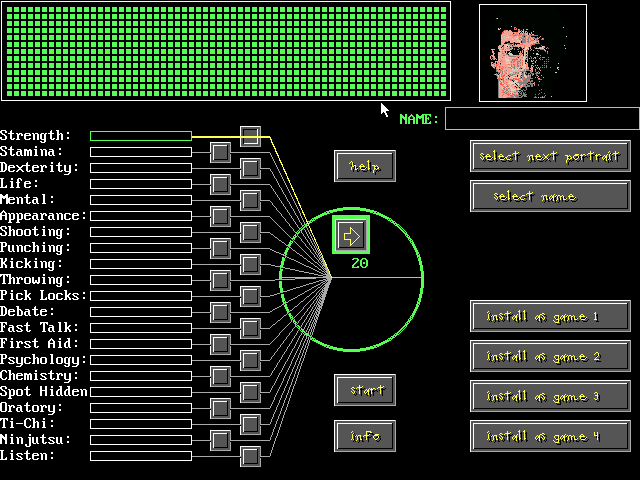 NAME:
Strength:
Stamina:
Dexterity:
Life:
Mental:
Appearance:
Shooting:
Punching:
Kicking:
Throwing:
Pick Locks:
Debate:
Fast Talk:
First Aid:
Psychology:
Chemistry:
Spot Hidden
Oratory:
Ti-Chi:
Ninjutsu:
Listen:
help
20
start
info
select next portrait
select name
install as game 1
install as game 2
install as game 3
install as game 4